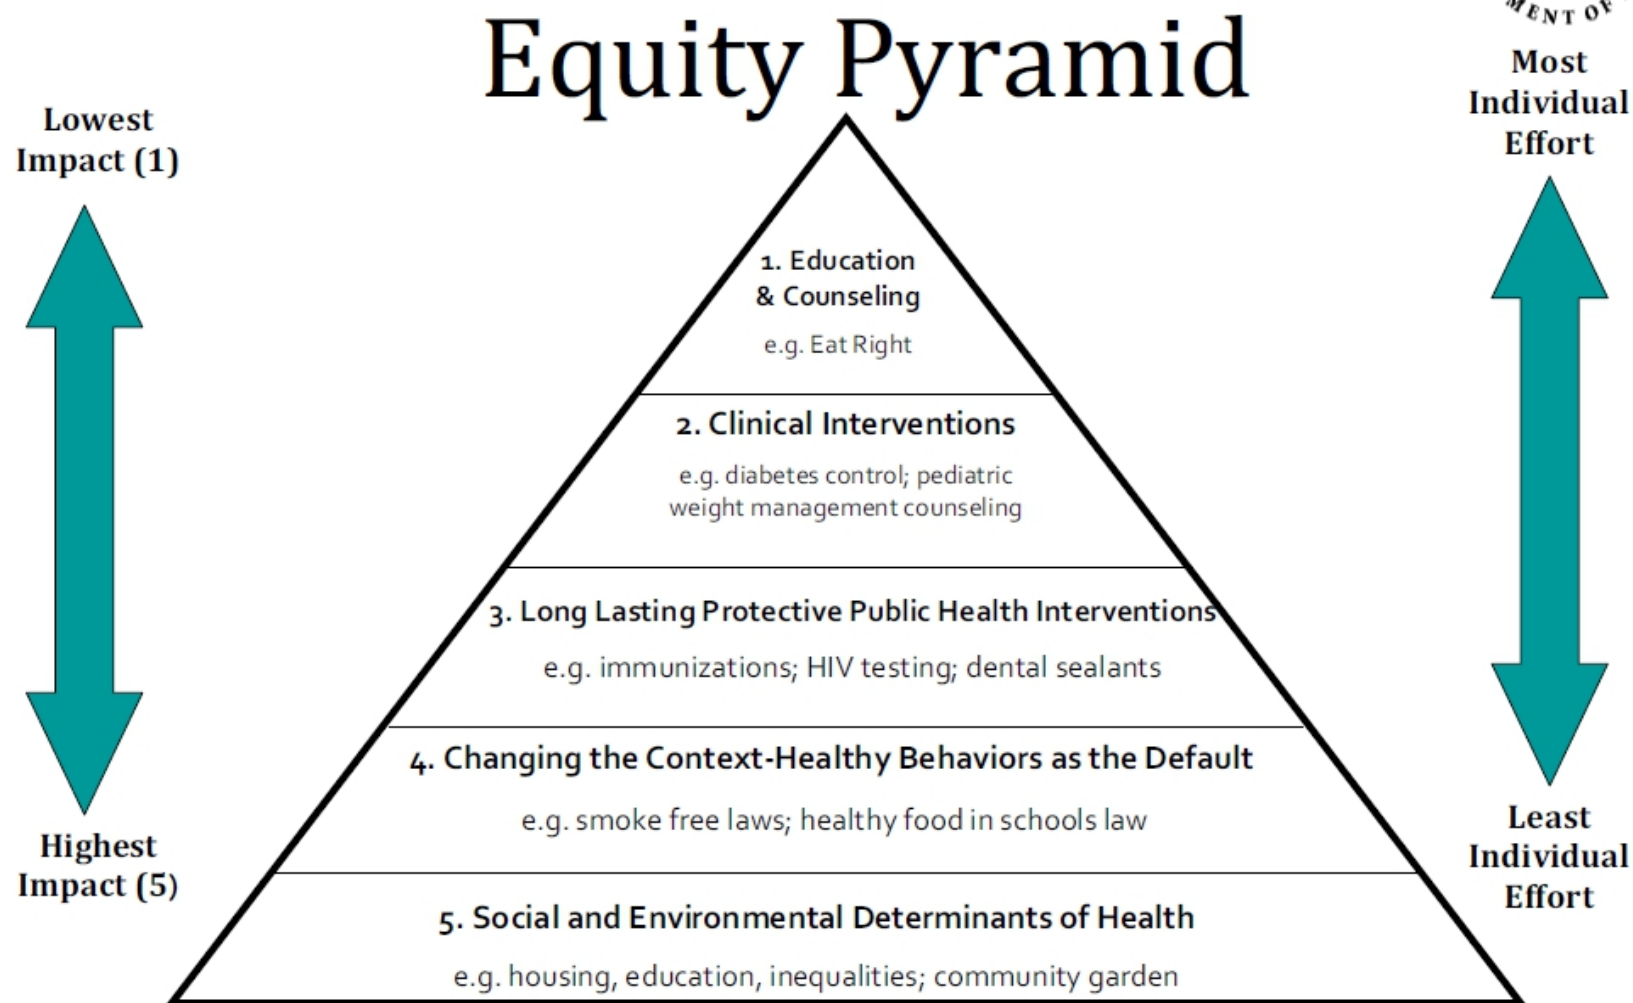 Equity Pyramid
MENT OF
Lowest
Impact (1)
Most
Individual
Effort
1. Education
& Counseling
e.g. Eat Right
2. Clinical Interventions
e.g. diabetes control; pediatric
weight management counseling
3. Long Lasting Protective Public Health Interventions
e.g. immunizations; HIV testing; dental sealants
4. Changing the Context-Healthy Behaviors as the Default
e.g. smoke free laws; healthy food in schools law
Highest
Impact (5)
Least
Individual
Effort
5. Social and Environmental Determinants of Health
e.g. housing, education, inequalities; community garden